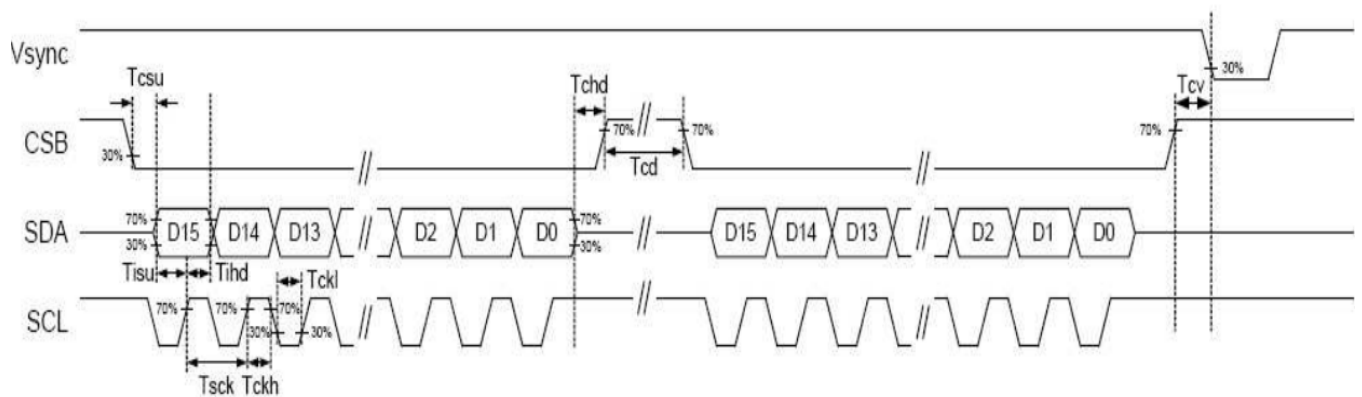 Vsync
30%
Tcsu
Tchd
Tcv
CSB
30%
70%
70%
70%
Tcd
SDA
70%
30%
D15
D14
D13
D2
D1
D0
70%
30%
D15
D14
D13
D2
D1
D0
Tisu
Tihd
Tckl
SCL
70%
70%
70%
30%
30%
Tsck
Tckh